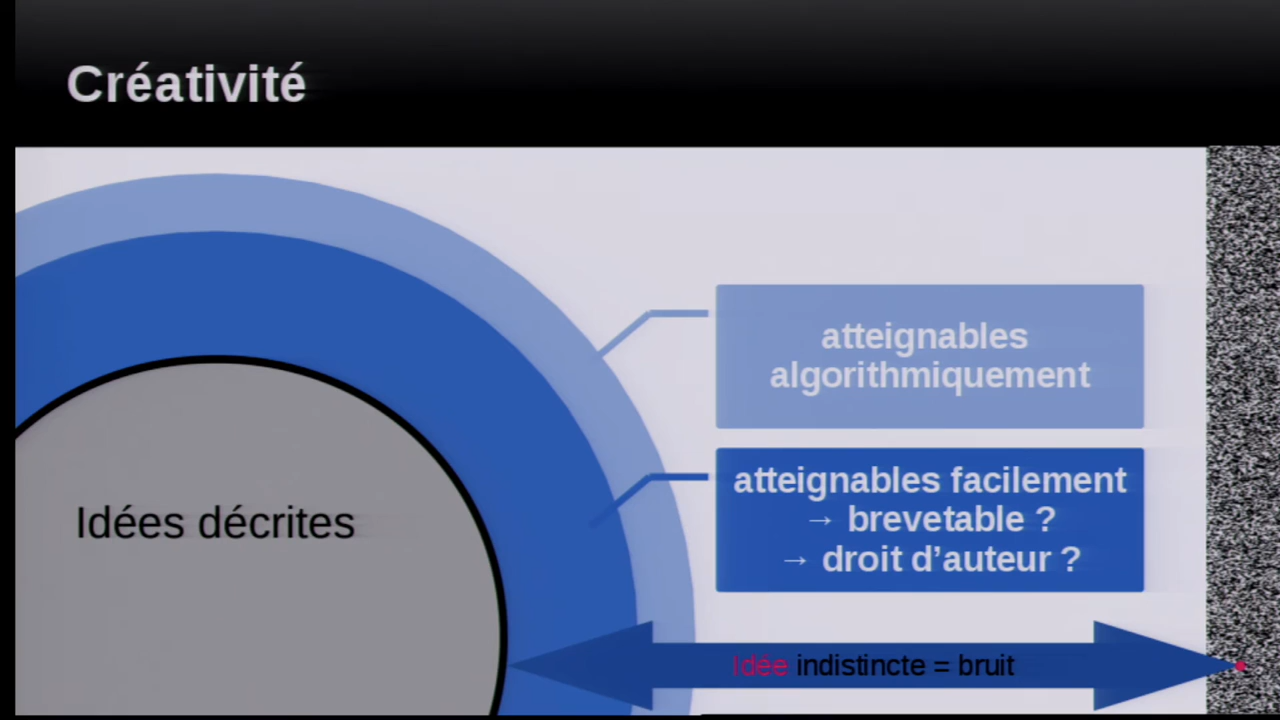 Créativité
atteignables
algorithmiquement
atteignables facilement
→ brevetable ?
→ droit d’auteur ?
Idées décrites
Idée indistincte = bruit